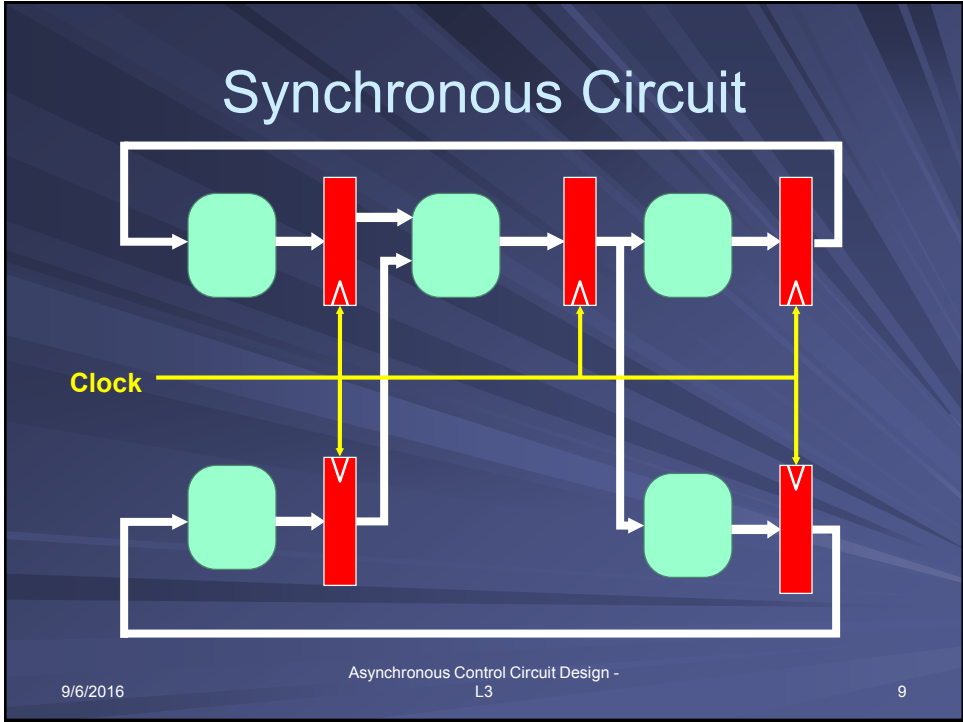 Synchronous Circuit
Clock
9/6/2016
Asynchronous Control Circuit Design -
L3
9